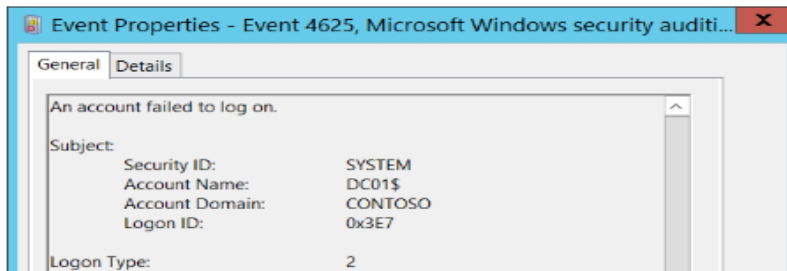 Event Properties - Event 4625, Microsoft Windows security auditi... X
General Details
An account failed to log on.
Subject:
Security ID: SYSTEM
Account Name: DC01$
Account Domain: CONTOSO
Logon ID: 0x3E7
Logon Type: 2